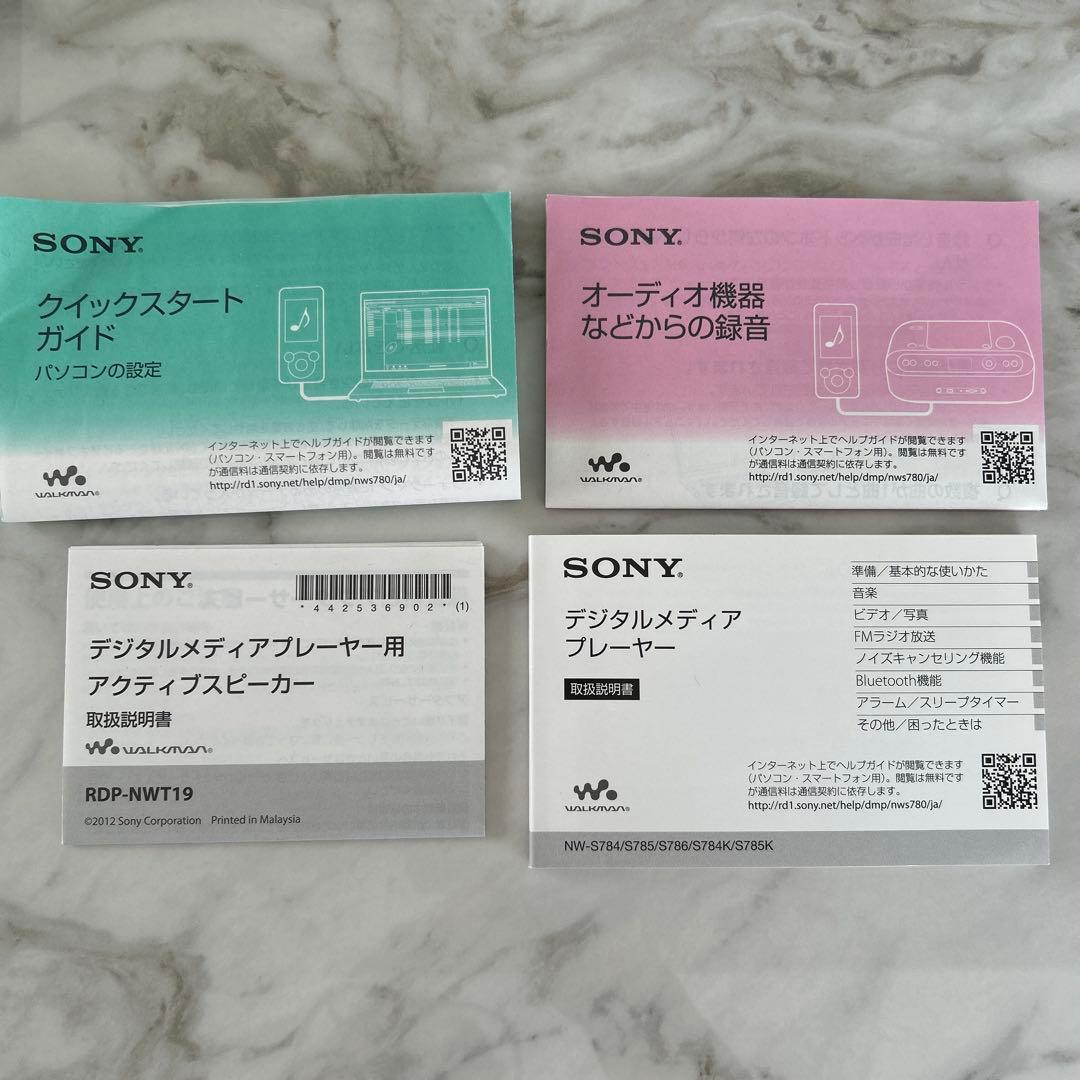 SONY®
クイックスタート
ガイド
パソコンの設定
インターネット上でヘルプガイドが閲覧できます
(パソコン・スマートフォン用)。閲覧は無料です
が通信料は通信契約に依存します。
http://rd1.sony.net/help/dmp/nws780/ja/
WALKMAN®
SONY®
オーディオ機器
などからの録音
インターネット上でヘルプガイドが閲覧できます
(パソコン・スマートフォン用)。閲覧は無料です
が通信料は通信契約に依存します。
http://rd1.sony.net/help/dmp/nws780/ja/
WALKMAN®
SONY®
*442536902* (1)
デジタルメディアプレーヤー用
アクティブスピーカー
取扱説明書
WALKMAN®
RDP-NWT19
©2012 Sony Corporation Printed in Malaysia
SONY®
デジタルメディア
プレーヤー
取扱説明書
準備／基本的な使いかた
音楽
ビデオ／写真
FMラジオ放送
ノイズキャンセリング機能
Bluetooth機能
アラーム／スリープタイマー
その他／困ったときは
インターネット上でヘルプガイドが閲覧できます
(パソコン・スマートフォン用)。閲覧は無料です
が通信料は通信契約に依存します。
http://rd1.sony.net/help/dmp/nws780/ja/
WALKMAN®
NW-S784/S785/S786/S784K/S785K